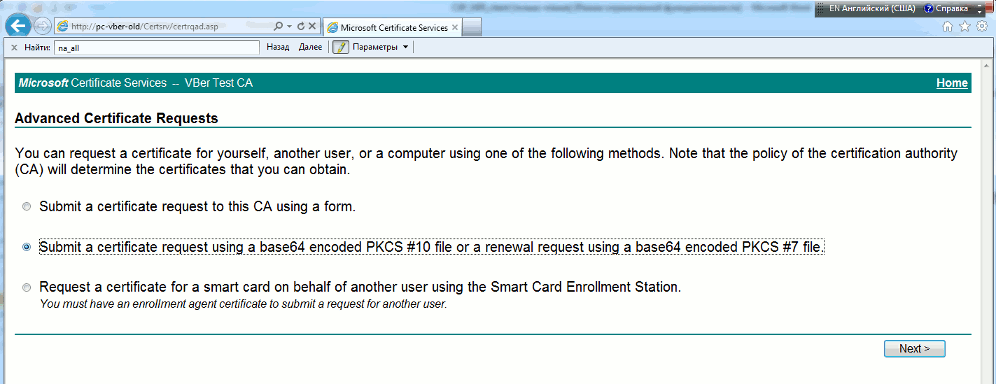 EN Английский (США) ? Справка
http://pc-vber-old/Certsrv/certrqad.asp
Microsoft Certificate Services
Найти: na_all Назад Далее Параметры
Microsoft Certificate Services -- VBer Test CA Home
Advanced Certificate Requests
You can request a certificate for yourself, another user, or a computer using one of the following methods. Note that the policy of the certification authority
(CA) will determine the certificates that you can obtain.
Submit a certificate request to this CA using a form.
Submit a certificate request using a base64 encoded PKCS #10 file or a renewal request using a base64 encoded PKCS #7 file.
Request a certificate for a smart card on behalf of another user using the Smart Card Enrollment Station.
You must have an enrollment agent certificate to submit a request for another user.
Next >